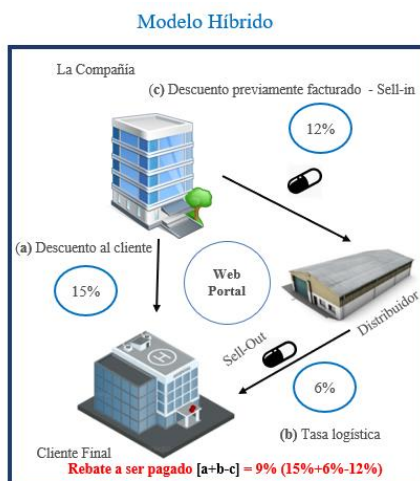 Modelo Híbrido
La Compañía
(c) Descuento previamente facturado - Sell-in
12%
(a) Descuento al cliente
15%
Web
Portal
Distribuidor
Sell-Out
6%
(b) Tasa logística
Cliente Final
Rebate a ser pagado [a+b-c] = 9% (15%+6%-12%)
H